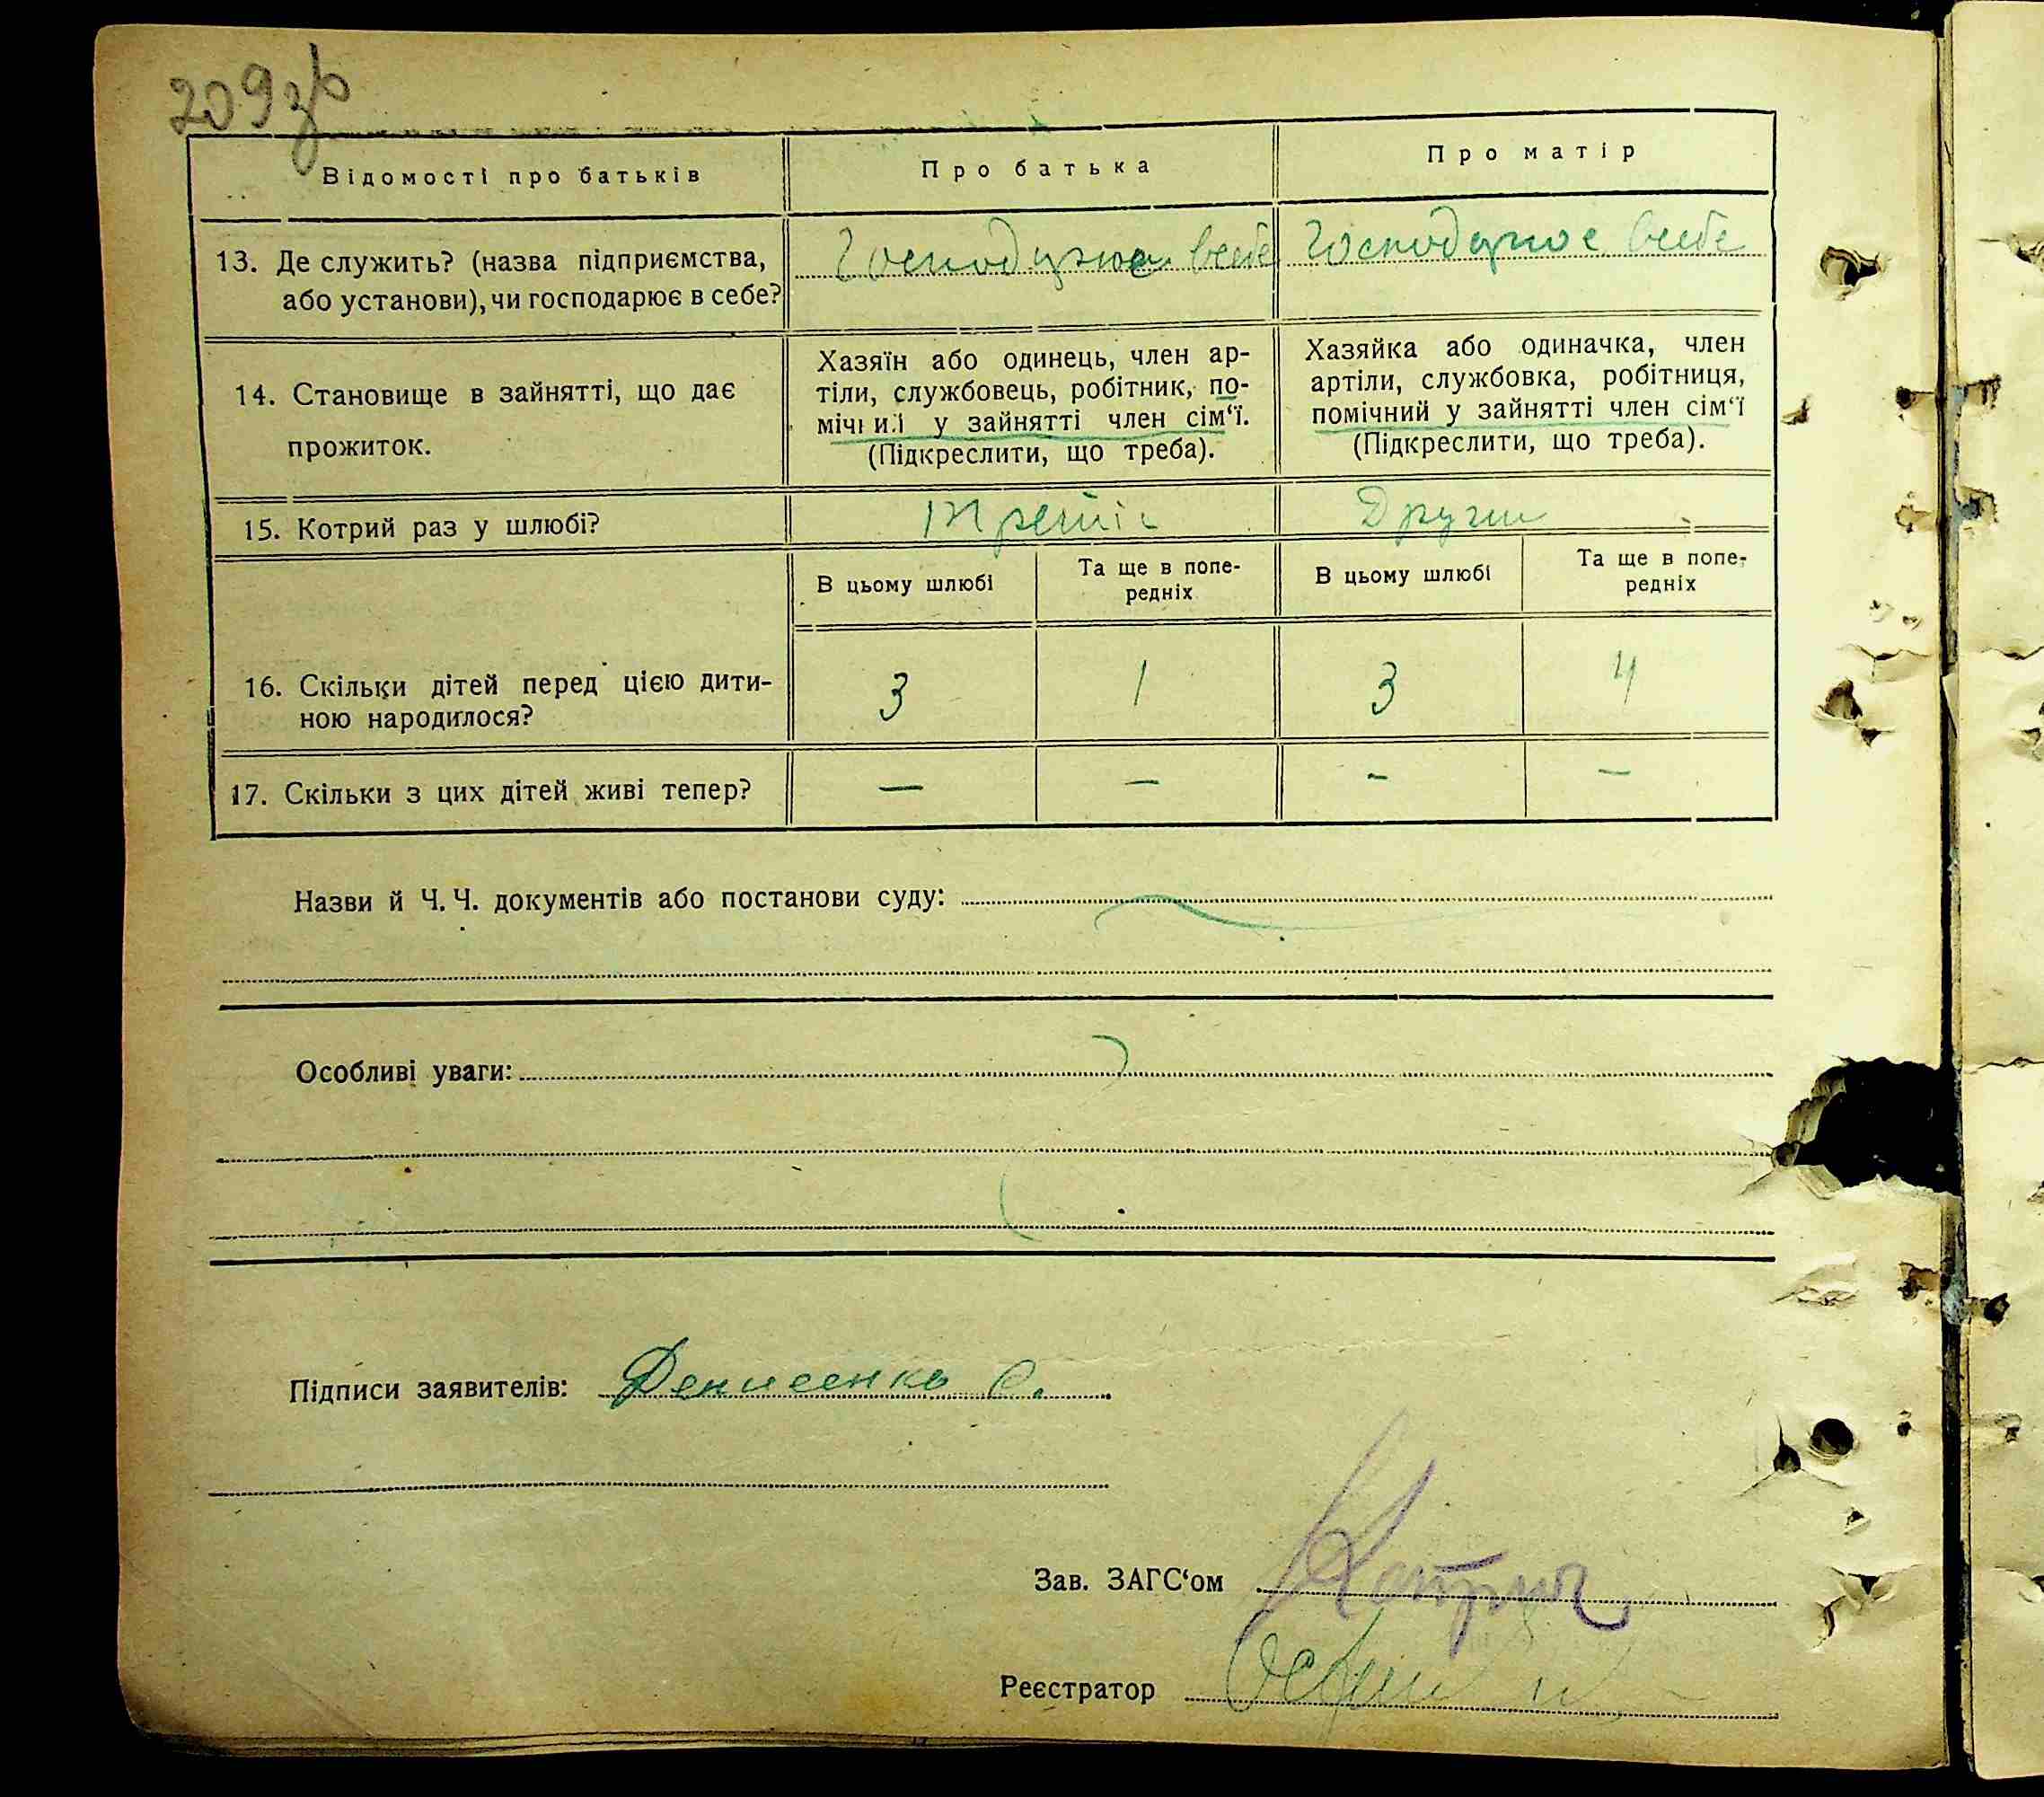 209зв
Відомості про батьків
Про батька
Про матір
13. Де служить? (назва підприємства,
або установи), чи господарює в себе?
Господарює в себе
Господарює в себе
14. Становище в зайнятті, що дає
прожиток.
Хазяїн або одинець, член ар-
тіли, службовець, робітник, по-
мічний у зайнятті член сім‘ї.
(Підкреслити, що треба).
Хазяйка або одиначка, член
артіли, службовка, робітниця,
помічний у зайнятті член сім‘ї
(Підкреслити, що треба).
15. Котрий раз у шлюбі?
Третій
Други
В цьому шлюбі
Та ще в попе-
редніх
В цьому шлюбі
Та ще в попе-
редніх
16. Скільки дітей перед цією дити-
ною народилося?
3 1 3 4
17. Скільки з цих дітей живі тепер?
— — - —
Назви й Ч. Ч. документів або постанови суду:
Особливі уваги:
Підписи заявителів: Денисенко С.
Зав. ЗАГС‘ом
Реєстратор